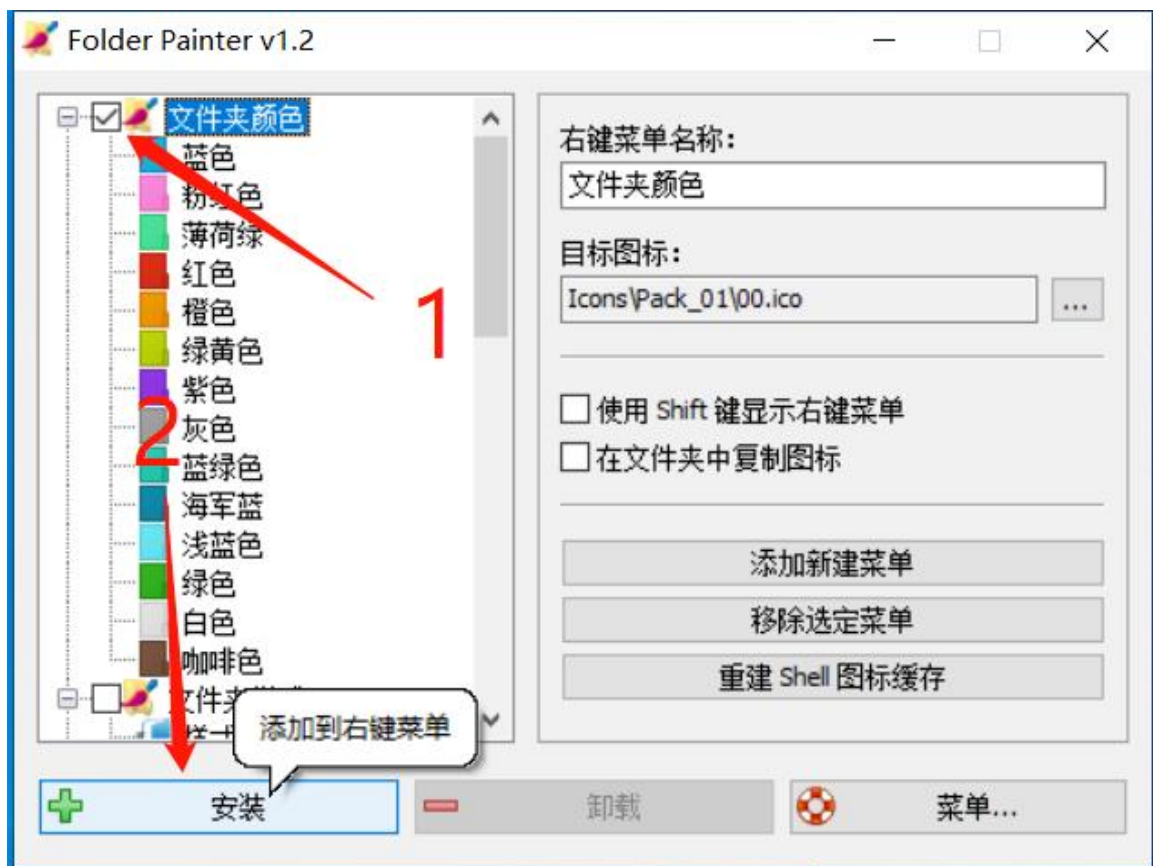 Folder Painter v1.2
文件夹颜色
蓝色
粉红色
薄荷绿
红色
橙色
绿黄色
紫色
灰色
蓝绿色
海军蓝
浅蓝色
绿色
白色
咖啡色
文件夹
1
2
右键菜单名称:
文件夹颜色
目标图标:
Icons\Pack_01\00.ico
...
使用 Shift 键显示右键菜单
在文件夹中复制图标
添加新建菜单
移除选定菜单
重建 Shell 图标缓存
添加到右键菜单
安装
卸载
菜单...